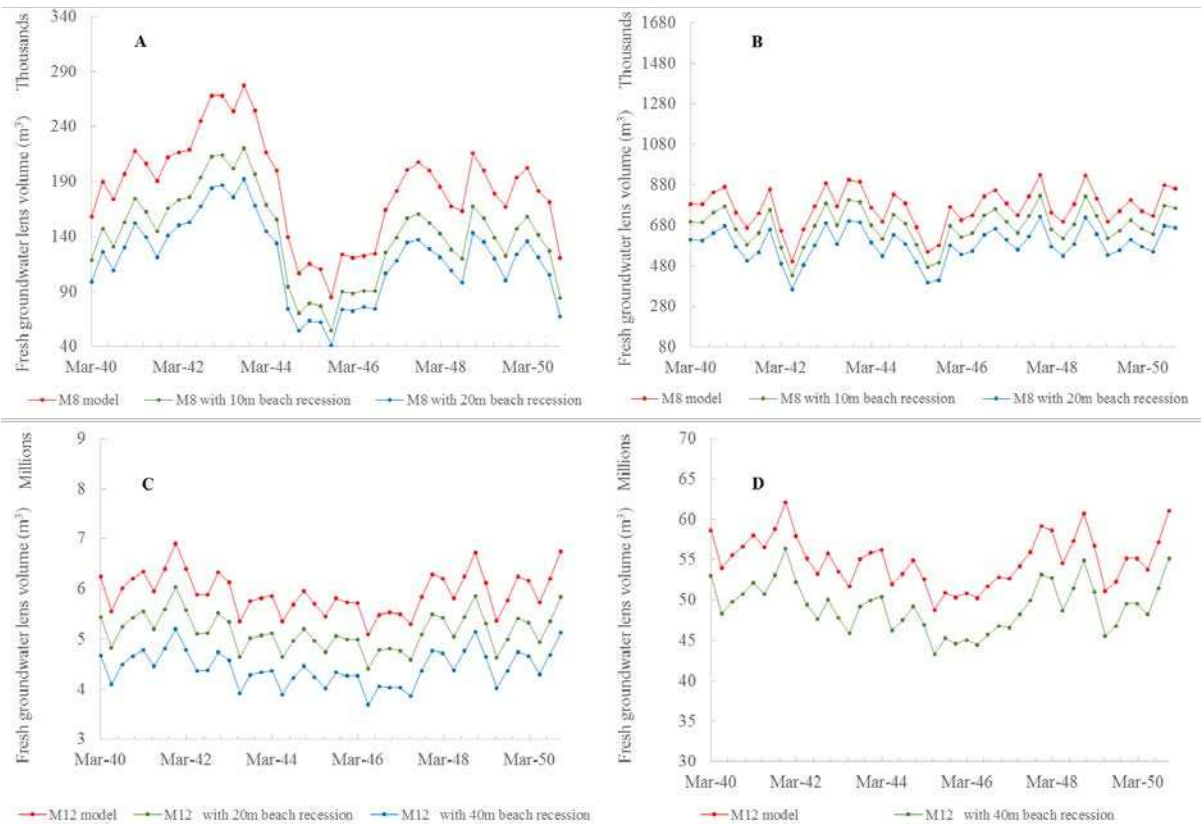 Thousands
Fresh groundwater lens volume (m³)
A
340
290
240
190
140
90
40
Mar-40 Mar-42 Mar-44 Mar-46 Mar-48 Mar-50
M8 model M8 with 10m beach recession M8 with 20m beach recession
Thousands
Fresh groundwater lens volume (m³)
B
1680
1480
1280
1080
880
680
480
280
80
Mar-40 Mar-42 Mar-44 Mar-46 Mar-48 Mar-50
M8 model M8 with 10m beach recession M8 with 20m beach recession
Millions
Fresh groundwater lens volume (m³)
C
9
8
7
6
5
4
3
Mar-40 Mar-42 Mar-44 Mar-46 Mar-48 Mar-50
M12 model M12 with 20m beach recession M12 with 40m beach recession
Millions
Fresh groundwater lens volume (m³)
D
70
65
60
55
50
45
40
35
30
Mar-40 Mar-42 Mar-44 Mar-46 Mar-48 Mar-50
M12 model M12 with 40m beach recession